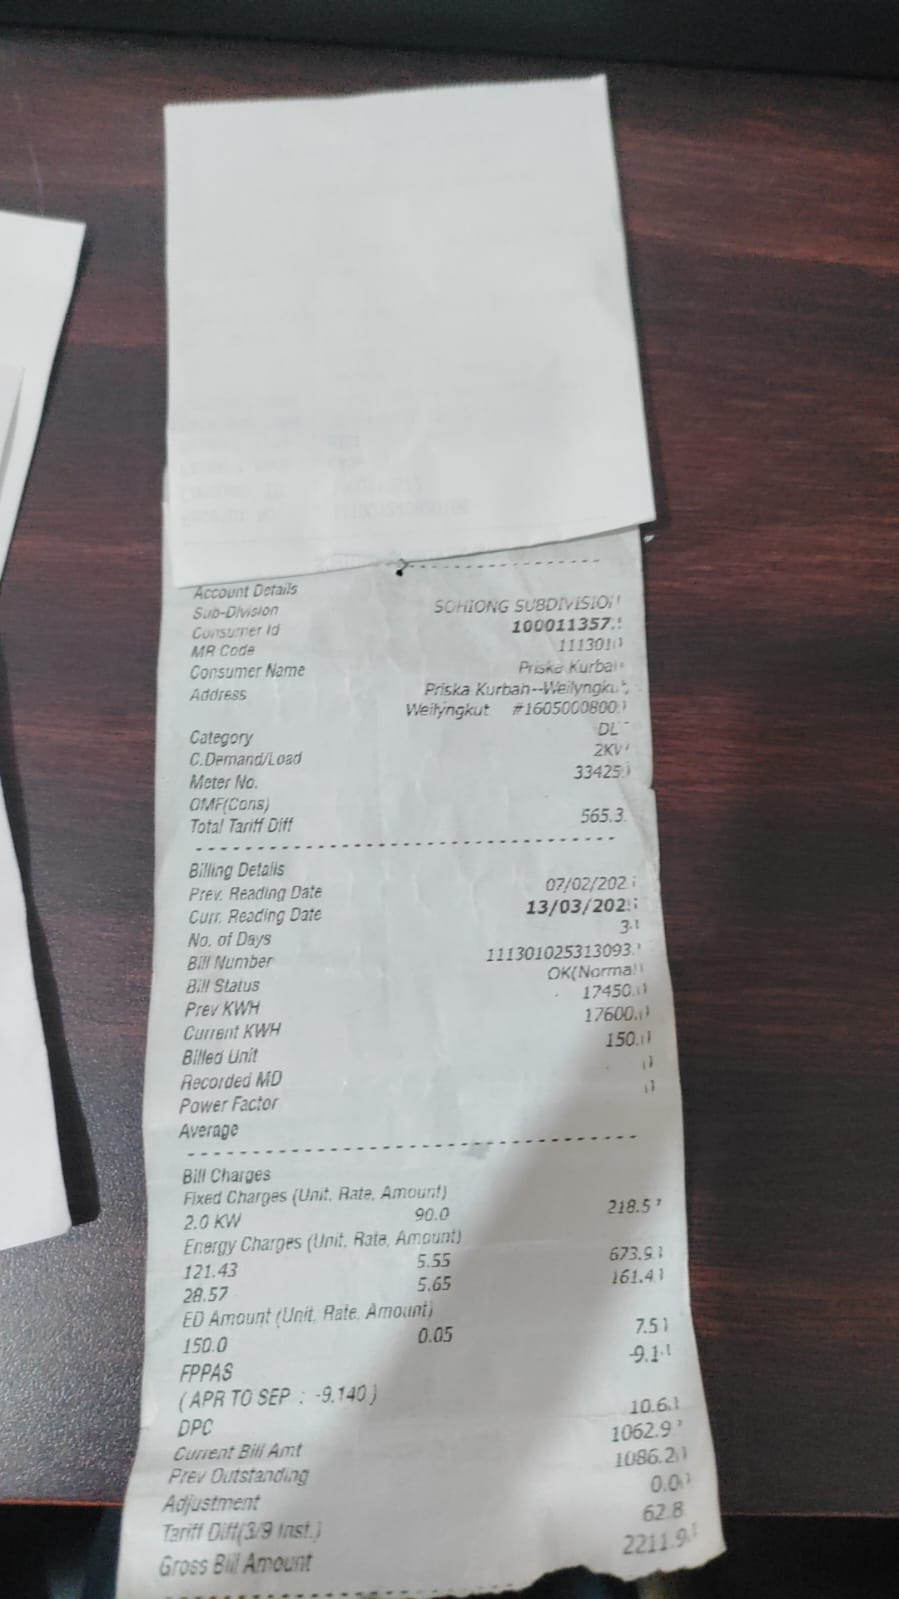 Account Details
Sub-Division SOHIONG SUBDIVISION
Consumer Id 100011357
MR Code 111301
Consumer Name Priska Kurba
Address Priska Kurbah--Weilyngku
Weilyngkut #1605000800
Category DL
C.Demand/Load 2KV
Meter No. 33425
OMF(Cons)
Total Tariff Diff 565.3
Billing Details
Prev. Reading Date 07/02/202
Curr. Reading Date 13/03/202
No. of Days 3
Bill Number 111301025313093
Bill Status OK(Normal)
Prev KWH 17450.
Current KWH 17600.
Billed Unit 150.
Recorded MD
Power Factor
Average
Bill Charges
Fixed Charges (Unit, Rate, Amount)
2.0 KW 90.0 218.5
Energy Charges (Unit, Rate, Amount)
121.43 5.55 673.9
28.57 5.65 161.4
ED Amount (Unit, Rate, Amount)
150.0 0.05 7.5
FPPAS -9.1
( APR TO SEP : -9.140 )
DPC 10.6
Current Bill Amt 1062.9
Prev Outstanding 1086.2
Adjustment 0.0
Tariff Diff(3/9 Inst.) 62.8
Gross Bill Amount 2211.9